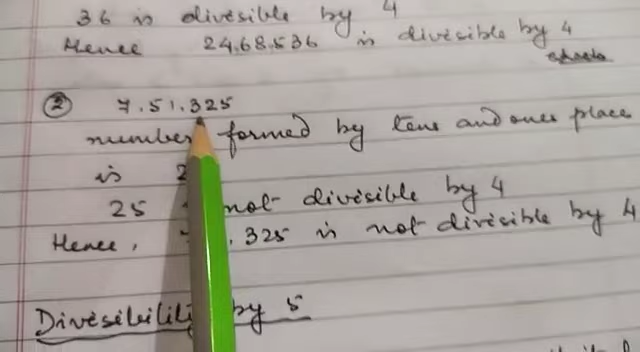 36 is divisible by 4
Hence 24,68,536 is divisible by 4
② 7,51,325
number formed by tens and ones place
is 2
25 not divisible by 4
Hence, , 325 is not divisible by 4
Divisibility by 5